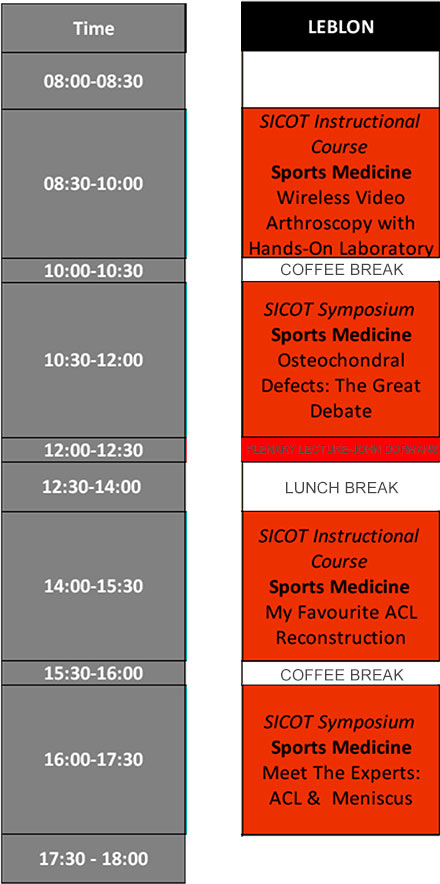 Time
LEBLON
08:00-08:30
08:30-10:00
SICOT Instructional
Course
Sports Medicine
Wireless Video
Arthroscopy with
Hands-On Laboratory
10:00-10:30
COFFEE BREAK
10:30-12:00
SICOT Symposium
Sports Medicine
Osteochondral
Defects: The Great
Debate
12:00-12:30
PLENARY LECTURE JOHN
12:30-14:00
LUNCH BREAK
14:00-15:30
SICOT Instructional
Course
Sports Medicine
My Favourite ACL
Reconstruction
15:30-16:00
COFFEE BREAK
16:00-17:30
SICOT Symposium
Sports Medicine
Meet The Experts:
ACL & Meniscus
17:30 - 18:00